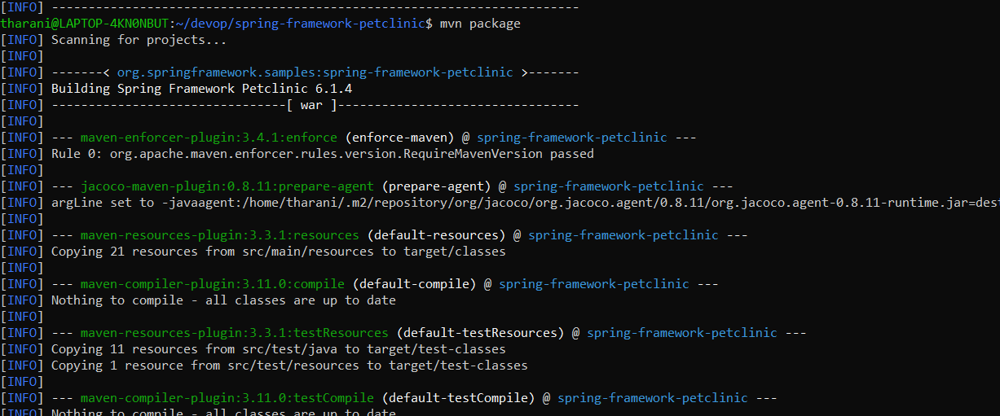 [INFO] ------------------------------------------------------------------------
tharani@LAPTOP-4KN0NBUT:~/devop/spring-framework-petclinic$ mvn package
[INFO] Scanning for projects...
[INFO]
[INFO] -------< org.springframework.samples:spring-framework-petclinic >-------
[INFO] Building Spring Framework Petclinic 6.1.4
[INFO] --------------------------------[ war ]---------------------------------
[INFO]
[INFO] --- maven-enforcer-plugin:3.4.1:enforce (enforce-maven) @ spring-framework-petclinic ---
[INFO] Rule 0: org.apache.maven.enforcer.rules.version.RequireMavenVersion passed
[INFO]
[INFO] --- jacoco-maven-plugin:0.8.11:prepare-agent (prepare-agent) @ spring-framework-petclinic ---
[INFO] argLine set to -javaagent:/home/tharani/.m2/repository/org/jacoco/org.jacoco.agent/0.8.11/org.jacoco.agent-0.8.11-runtime.jar=dest
[INFO]
[INFO] --- maven-resources-plugin:3.3.1:resources (default-resources) @ spring-framework-petclinic ---
[INFO] Copying 21 resources from src/main/resources to target/classes
[INFO]
[INFO] --- maven-compiler-plugin:3.11.0:compile (default-compile) @ spring-framework-petclinic ---
[INFO] Nothing to compile - all classes are up to date
[INFO]
[INFO] --- maven-resources-plugin:3.3.1:testResources (default-testResources) @ spring-framework-petclinic ---
[INFO] Copying 11 resources from src/test/java to target/test-classes
[INFO] Copying 1 resource from src/test/resources to target/test-classes
[INFO]
[INFO] --- maven-compiler-plugin:3.11.0:testCompile (default-testCompile) @ spring-framework-petclinic ---
[INFO] Nothing to compile - all classes are up to date